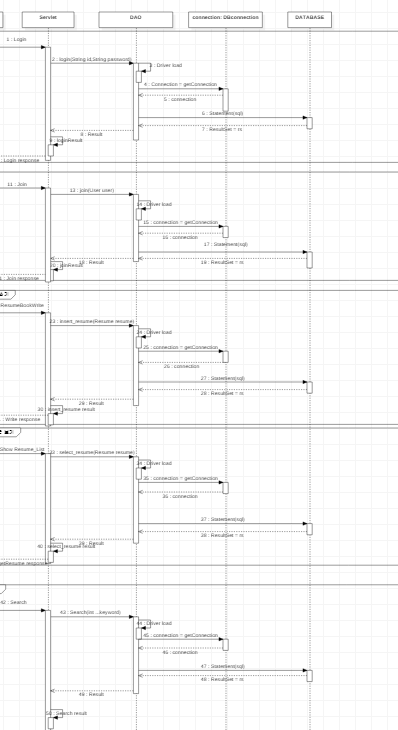 Servlet
DAO
connection: DBconnection
DATABASE
1 : Login
2 : login(String id,String password)
3 : Driver load
4 : Connection = getConnection
5 : connection
6 : Statement(sql)
7 : ResultSet = rs
8 : Result
9 : loginResult
: Login response
11 : Join
12 : join(User user)
14 : Driver load
15 : connection = getConnection
16 : connection
17 : Statement(sql)
18 : ResultSet = rs
19 : Result
20 : joinResult
: Join response
ResumeBookWrite
23 : insert_resume(Resume resume)
24 : Driver load
25 : connection = getConnection
26 : connection
27 : Statement(sql)
28 : ResultSet = rs
29 : Result
30 : insert_resume result
: Write response
Show Resume_List
: select_resume(Resume resume)
34 : Driver load
35 : connection = getConnection
36 : connection
37 : Statement(sql)
38 : ResultSet = rs
39 : Result
40 : select_resume result
Resume response
42 : Search
43 : Search(int ...keyword)
44 : Driver load
45 : connection = getConnection
46 : connection
47 : Statement(sql)
48 : ResultSet = rs
49 : Result
50 : Search result